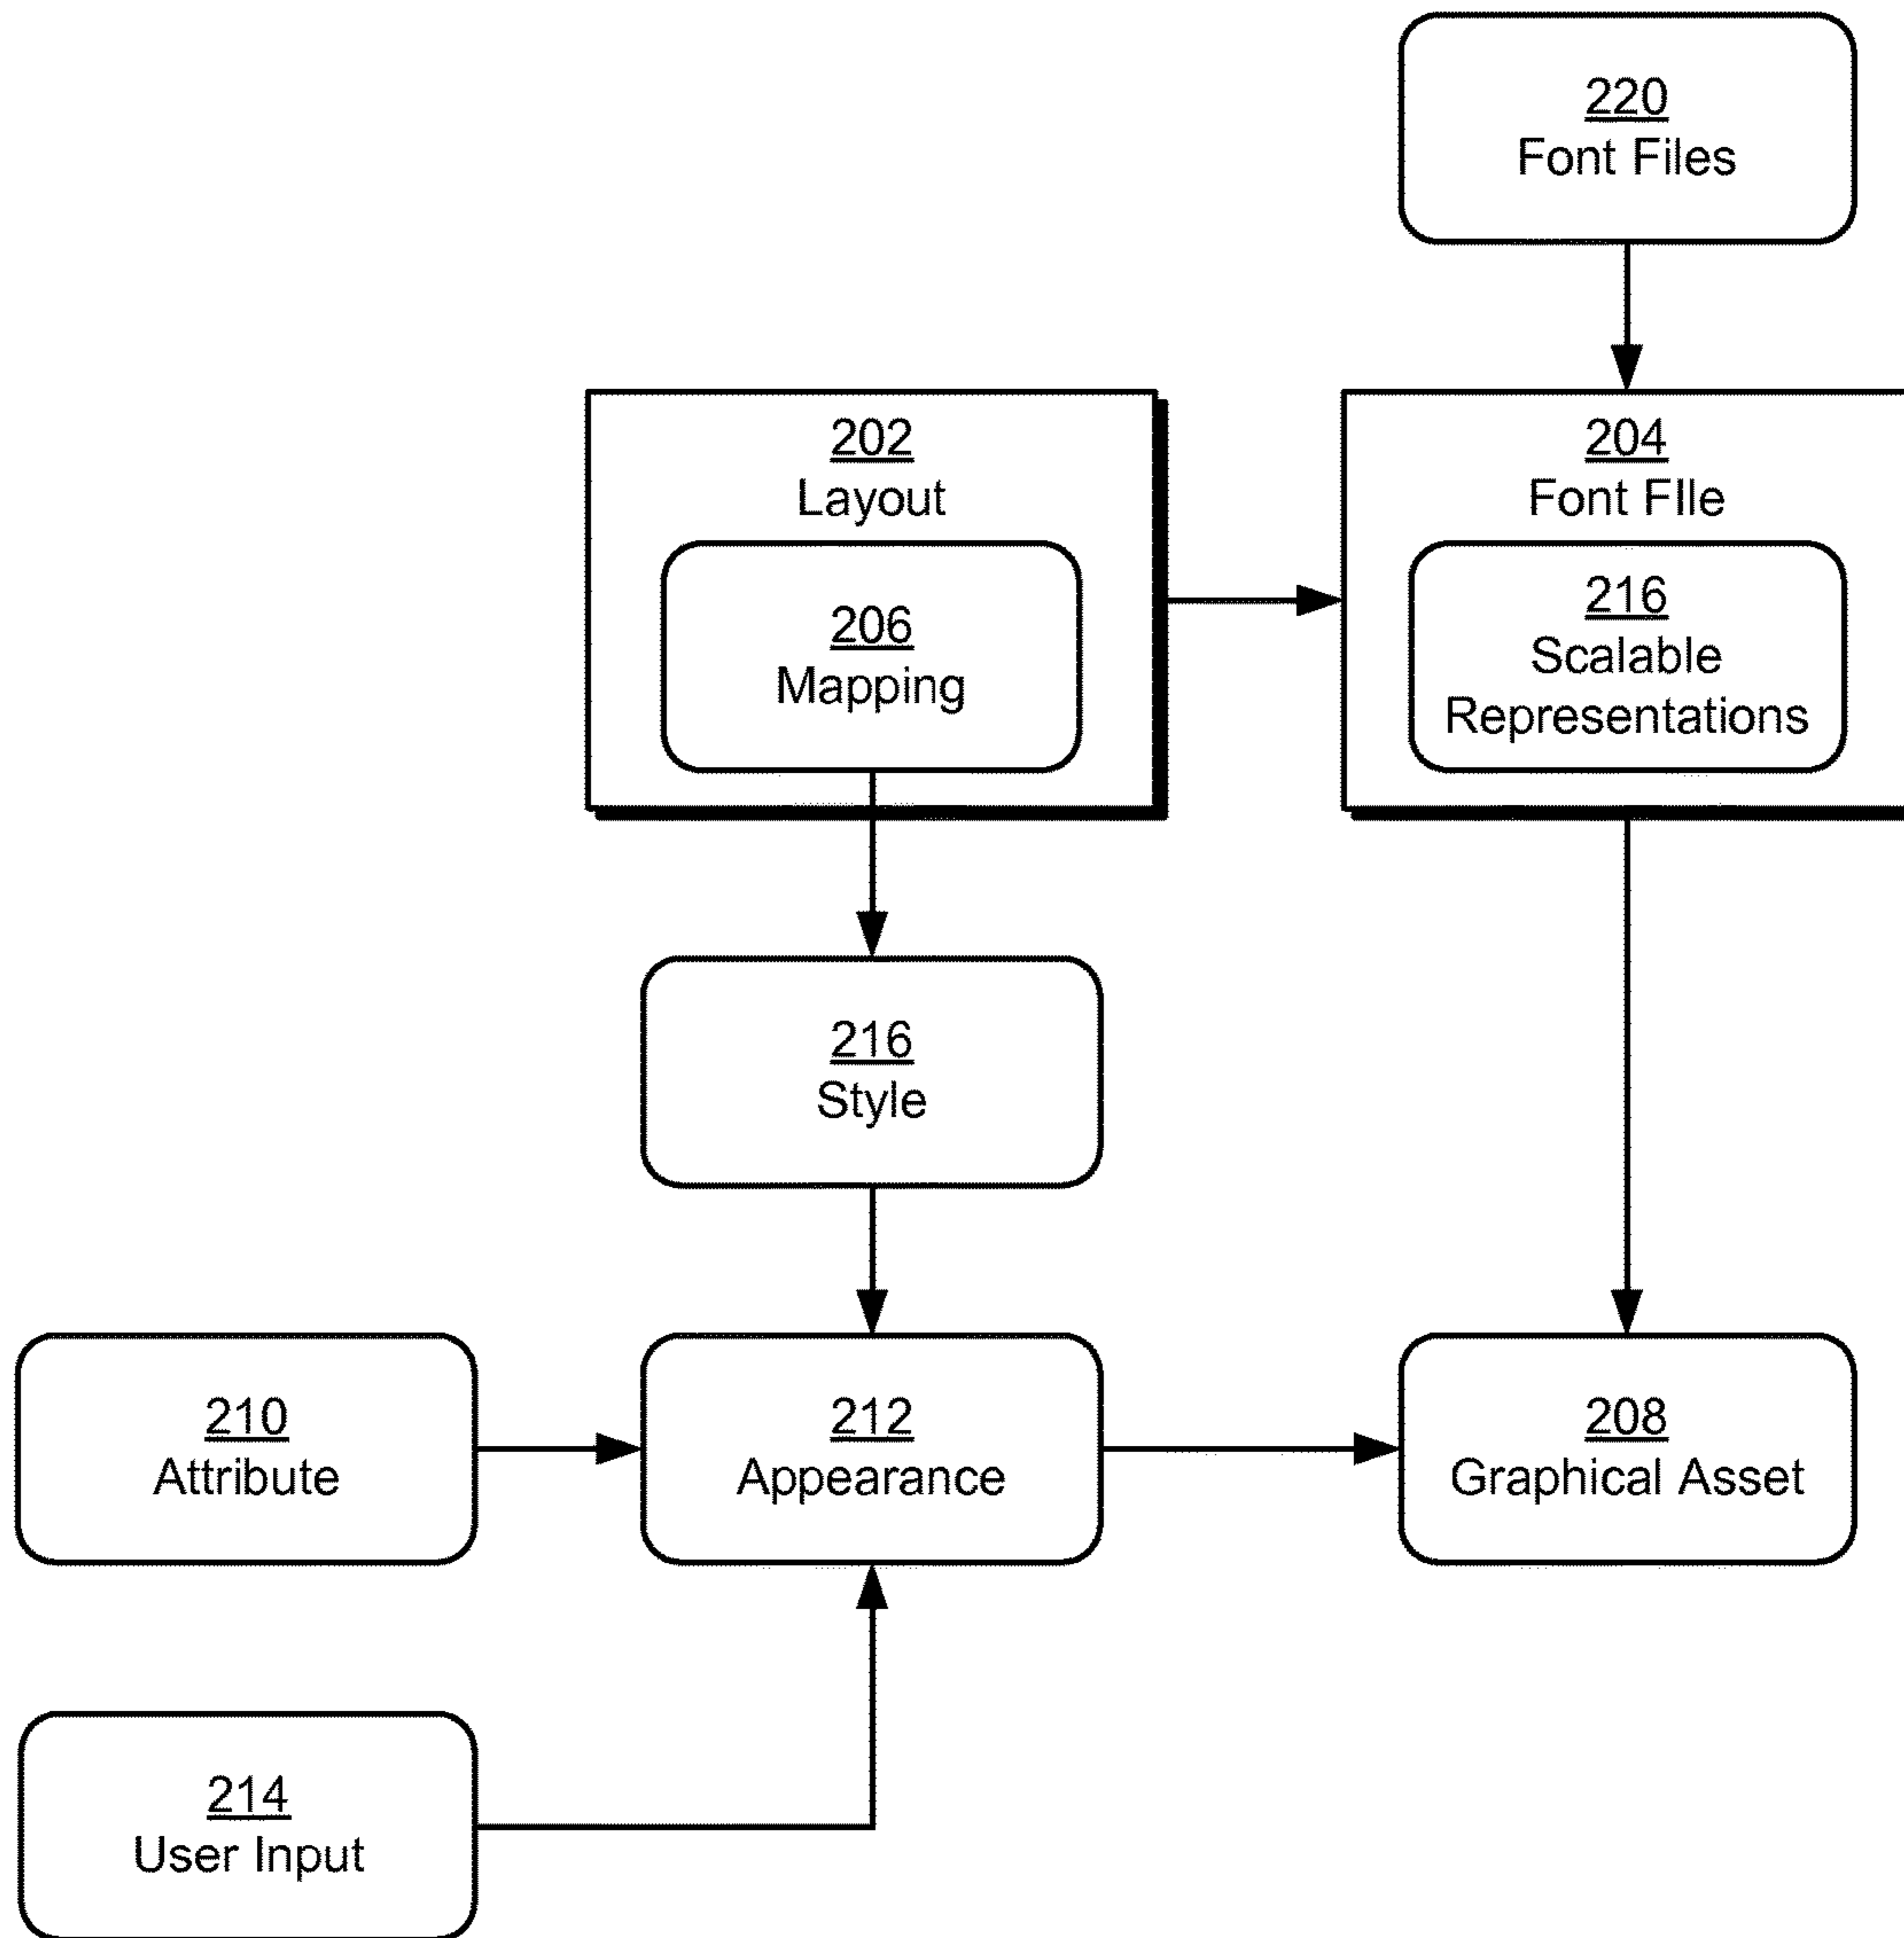 220
Font Files
202
Layout
204
Font FIle
206
Mapping
216
Scalable
Representations
216
Style
210
Attribute
212
Appearance
208
Graphical Asset
214
User Input